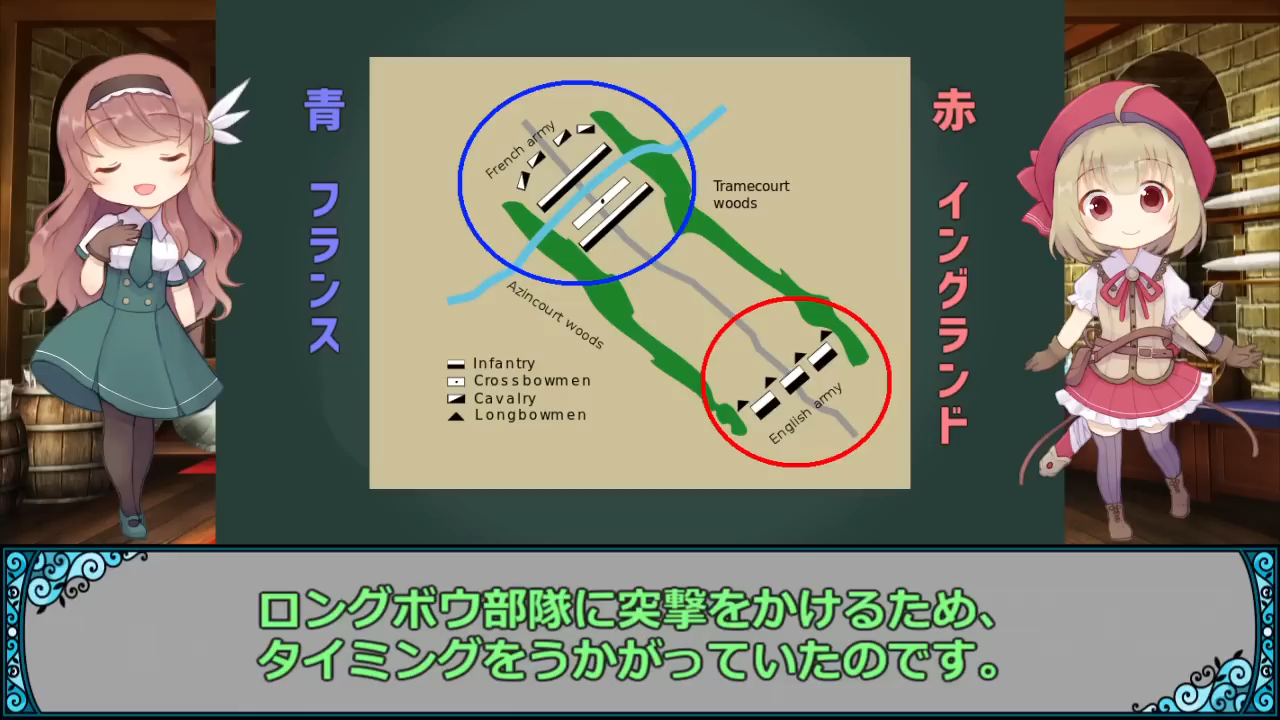 青 フランス
赤 イングランド
French army
Tramecourt
woods
Azincourt woods
Infantry
Crossbowmen
Cavalry
Longbowmen
English army
ロングボウ部隊に突撃をかけるため、
タイミングをうかがっていたのです。